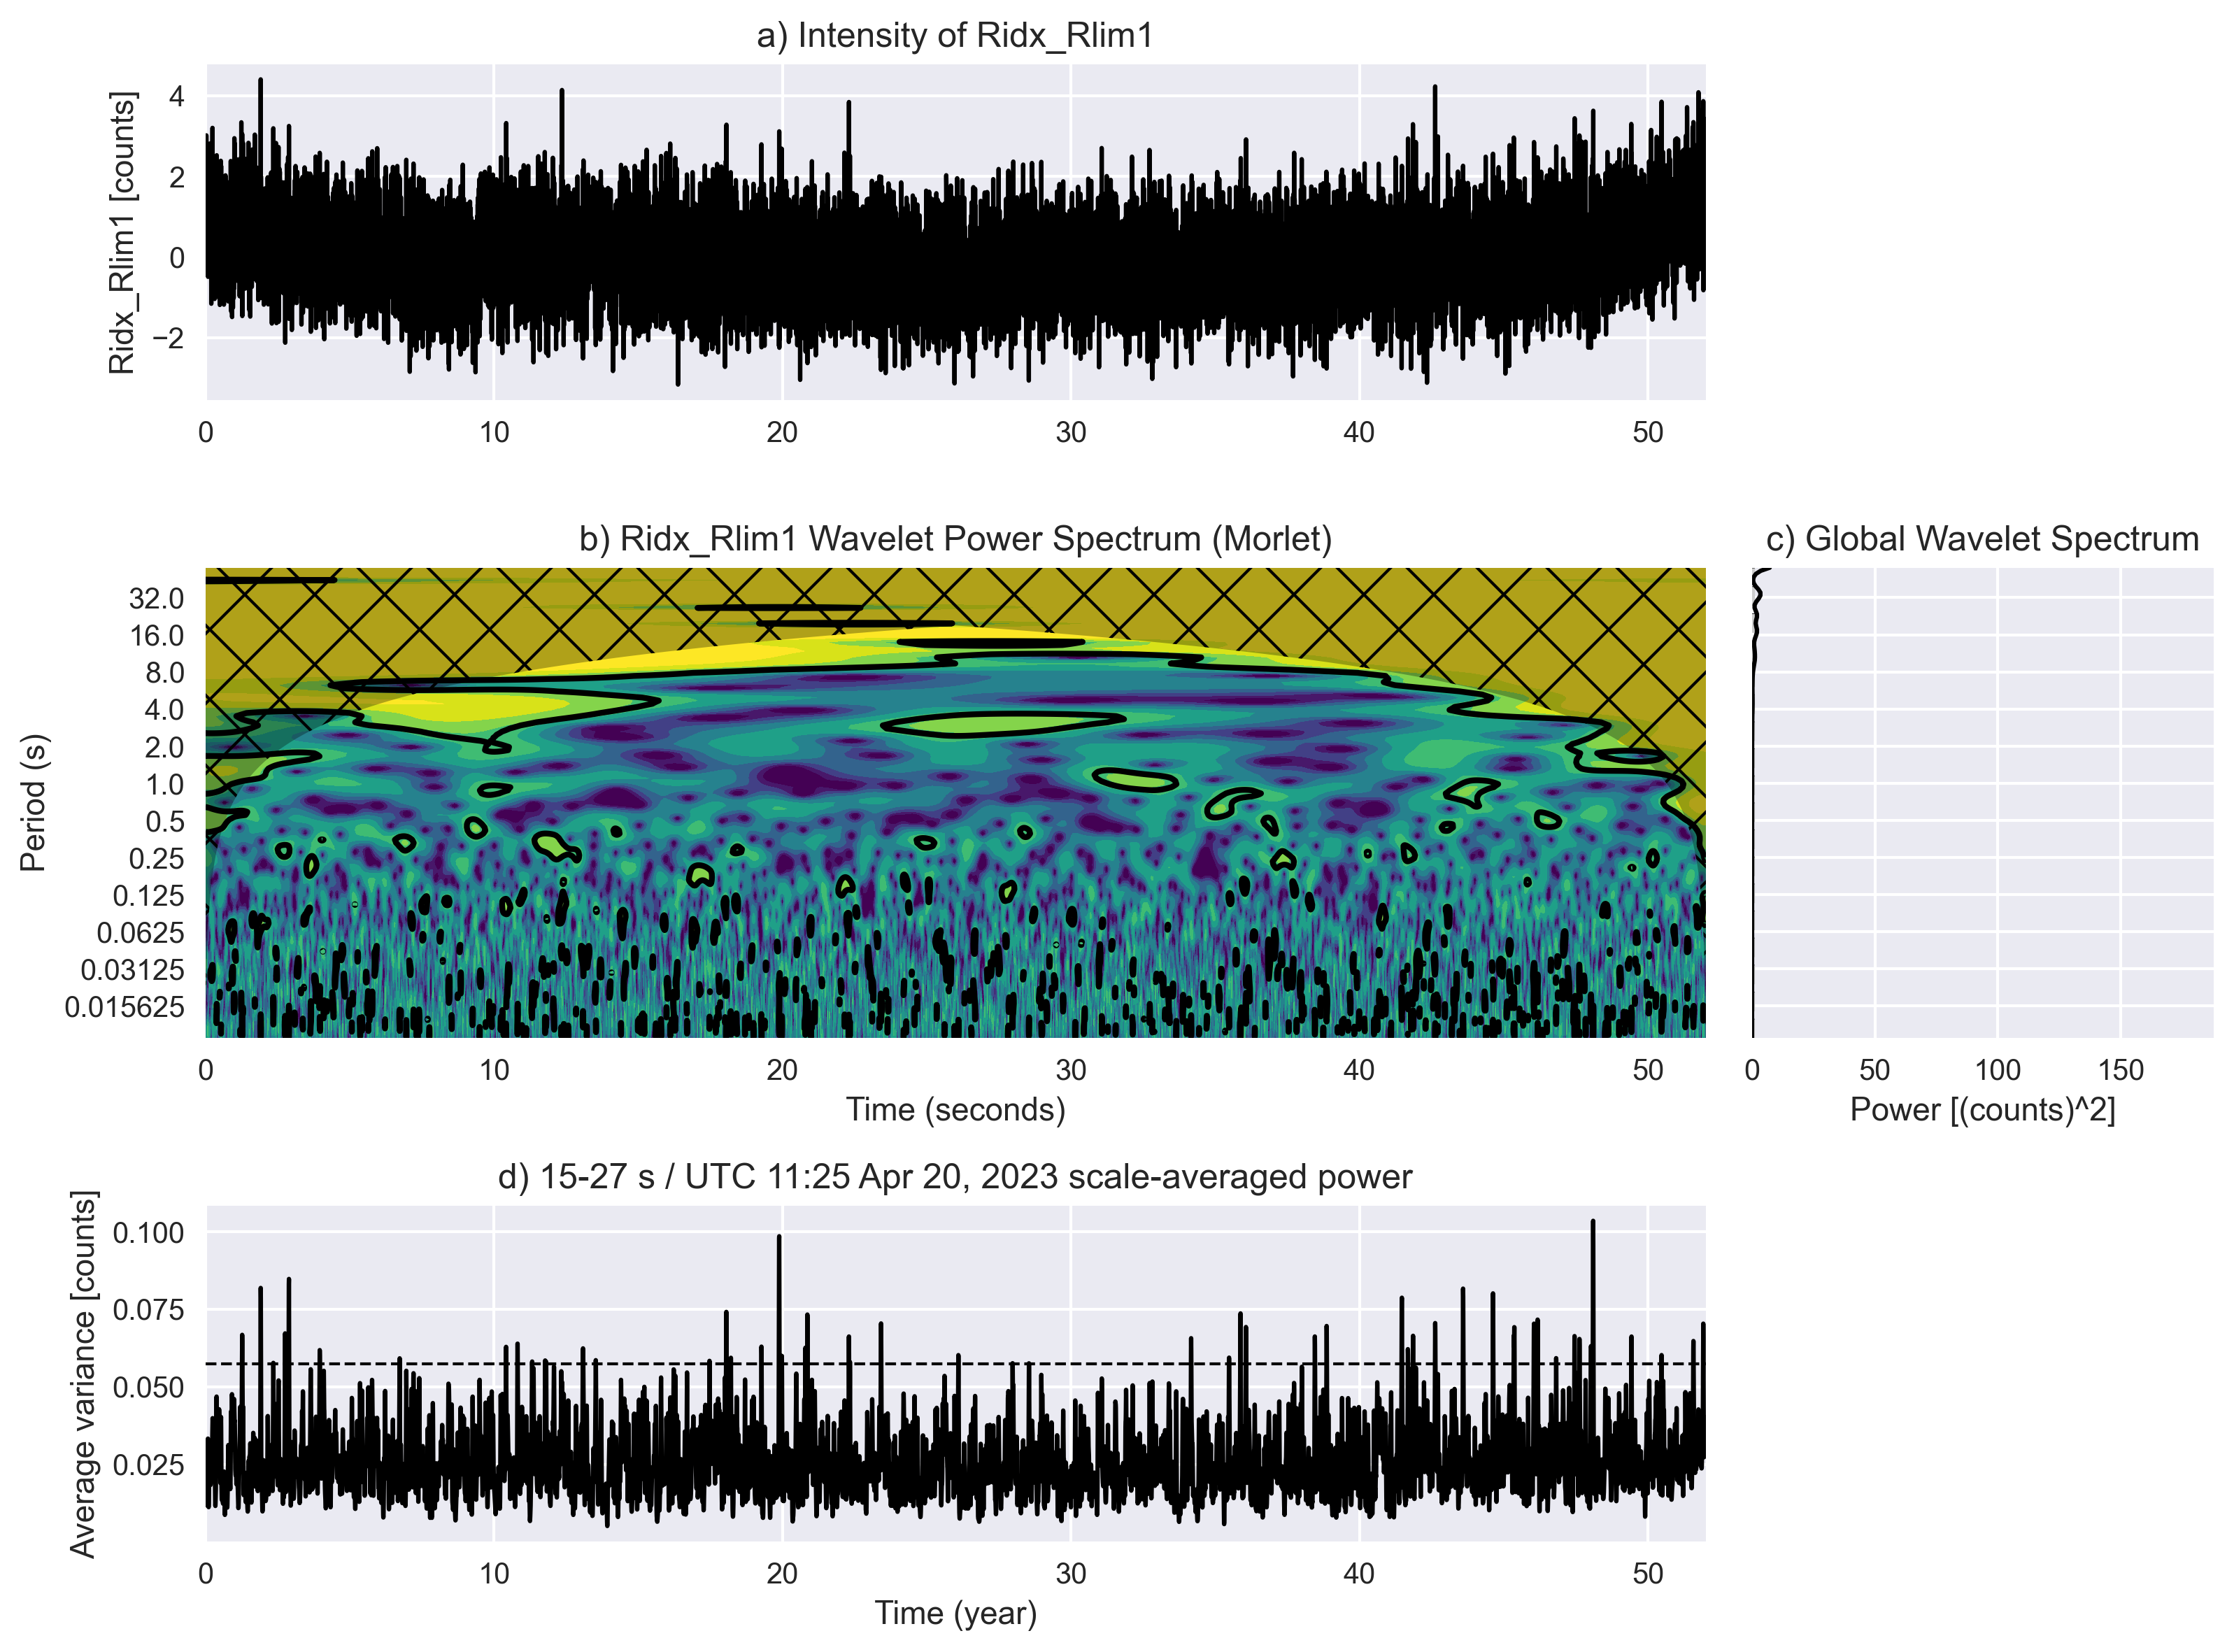 a) Intensity of Ridx_Rlim1
Ridx_Rlim1 [counts]
4
2
0
−2
0 10 20 30 40 50
b) Ridx_Rlim1 Wavelet Power Spectrum (Morlet)
Period (s)
32.0
16.0
8.0
4.0
2.0
1.0
0.5
0.25
0.125
0.0625
0.03125
0.015625
0 10 20 30 40 50
Time (seconds)
c) Global Wavelet Spectrum
0 50 100 150
Power [(counts)^2]
d) 15-27 s / UTC 11:25 Apr 20, 2023 scale-averaged power
Average variance [counts]
0.100
0.075
0.050
0.025
0 10 20 30 40 50
Time (year)